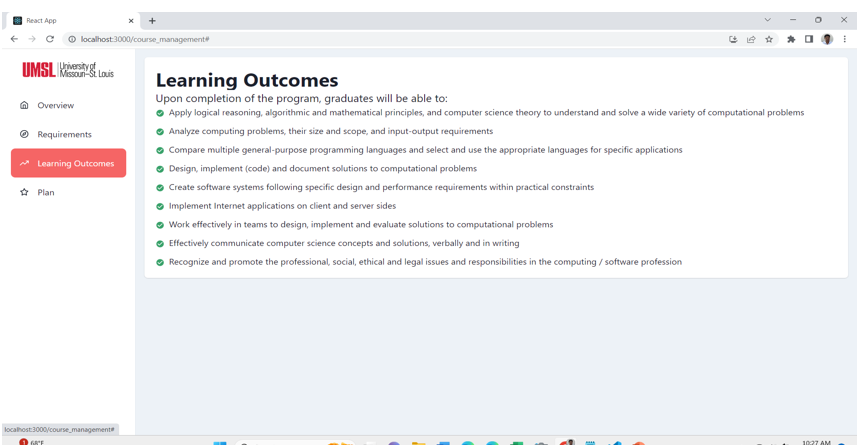 React App
localhost:3000/course_management#
UMSL University of Missouri–St. Louis
Overview
Requirements
Learning Outcomes
Plan
Learning Outcomes
Upon completion of the program, graduates will be able to:
Apply logical reasoning, algorithmic and mathematical principles, and computer science theory to understand and solve a wide variety of computational problems
Analyze computing problems, their size and scope, and input-output requirements
Compare multiple general-purpose programming languages and select and use the appropriate languages for specific applications
Design, implement (code) and document solutions to computational problems
Create software systems following specific design and performance requirements within practical constraints
Implement Internet applications on client and server sides
Work effectively in teams to design, implement and evaluate solutions to computational problems
Effectively communicate computer science concepts and solutions, verbally and in writing
Recognize and promote the professional, social, ethical and legal issues and responsibilities in the computing / software profession
localhost:3000/course_management#
1 68°F
10:27 AM